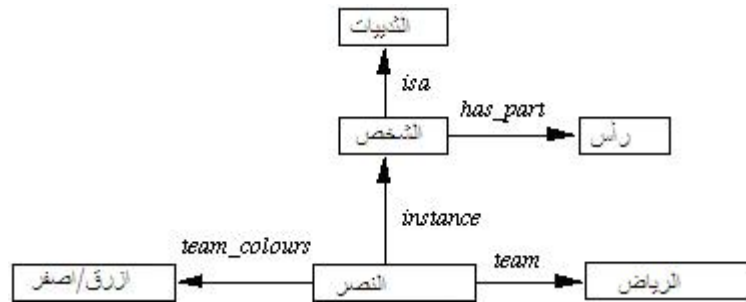 الثدييات
isa
has_part
الشخص
رأس
instance
team_colours
team
ازرق/اصفر
النصر
الرياض